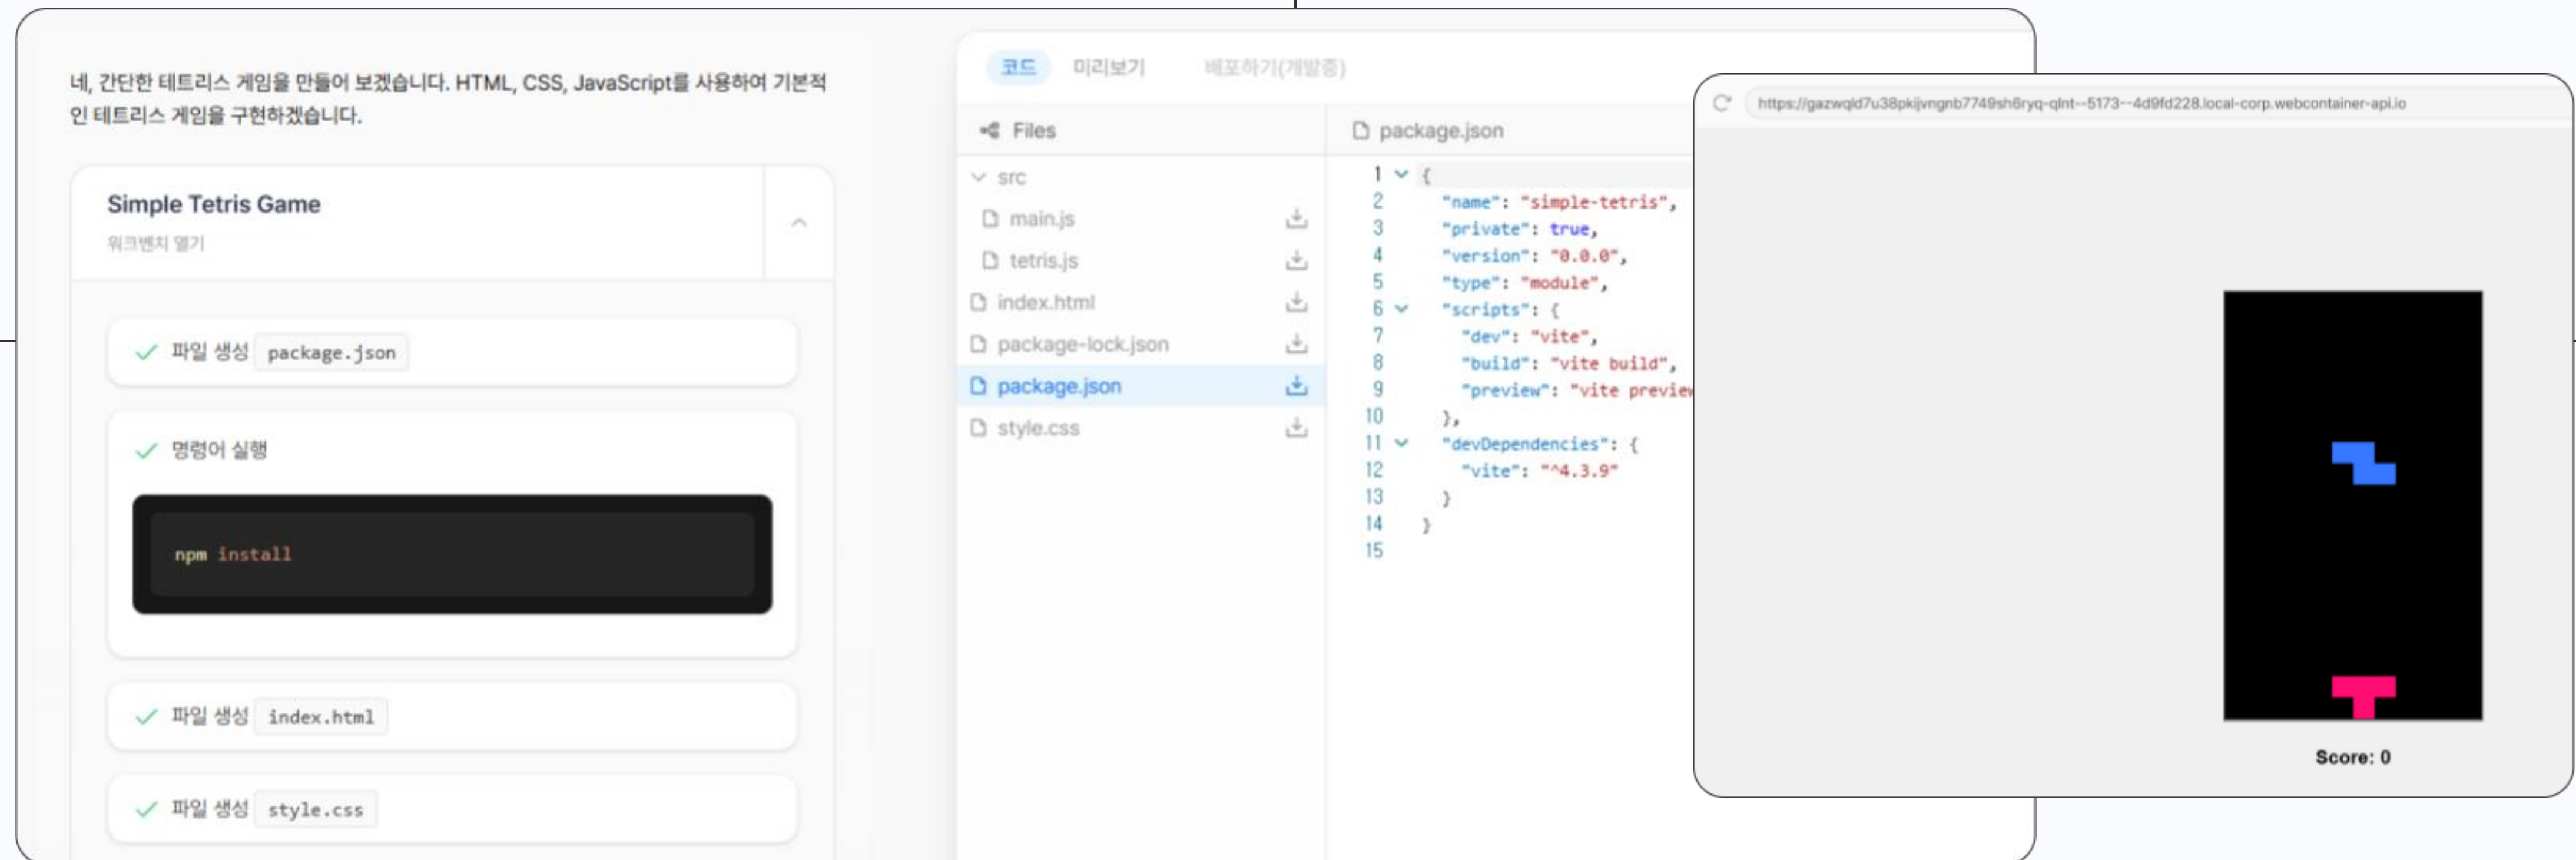 네, 간단한 테트리스 게임을 만들어 보겠습니다. HTML, CSS, JavaScript를 사용하여 기본적
인 테트리스 게임을 구현하겠습니다.
Simple Tetris Game
워크벤치 열기
파일 생성 package.json
명령어 실행
npm install
파일 생성 index.html
파일 생성 style.css
코드 미리보기 배포하기(개발중)
Files
src
main.js
tetris.js
index.html
package-lock.json
package.json
style.css
package.json
1 {
2 "name": "simple-tetris",
3 "private": true,
4 "version": "0.0.0",
5 "type": "module",
6 "scripts": {
7 "dev": "vite",
8 "build": "vite build",
9 "preview": "vite preview
10 },
11 "devDependencies": {
12 "vite": "^4.3.9"
13 }
14 }
15
https://gazwqld7u38pkijvngnb7749sh6ryq-qlnt--5173--4d9fd228.local-corp.webcontainer-api.io
Score: 0